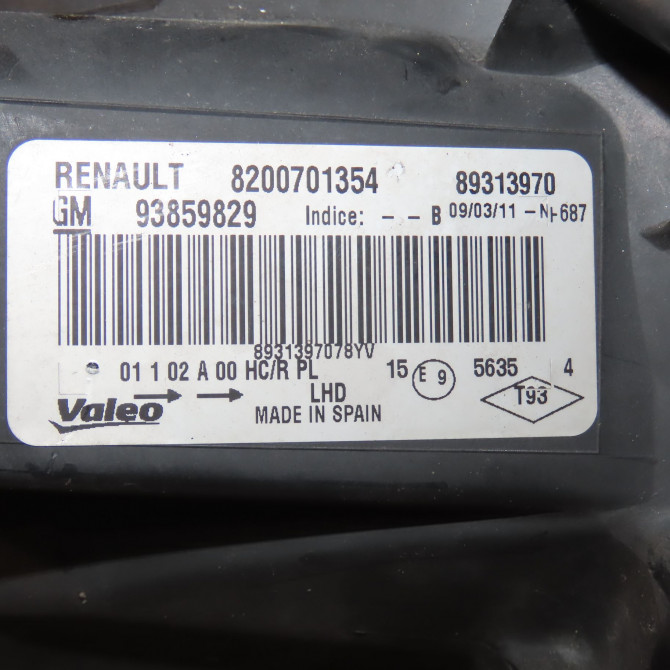 RENAULT 8200701354 89313970
GM 93859829 Indice: - - B 09/03/11 - N-687
8931397078YV
01 1 02 A 00 HC/R PL 15 E 9 5635 4
Valeo LHD T93
MADE IN SPAIN